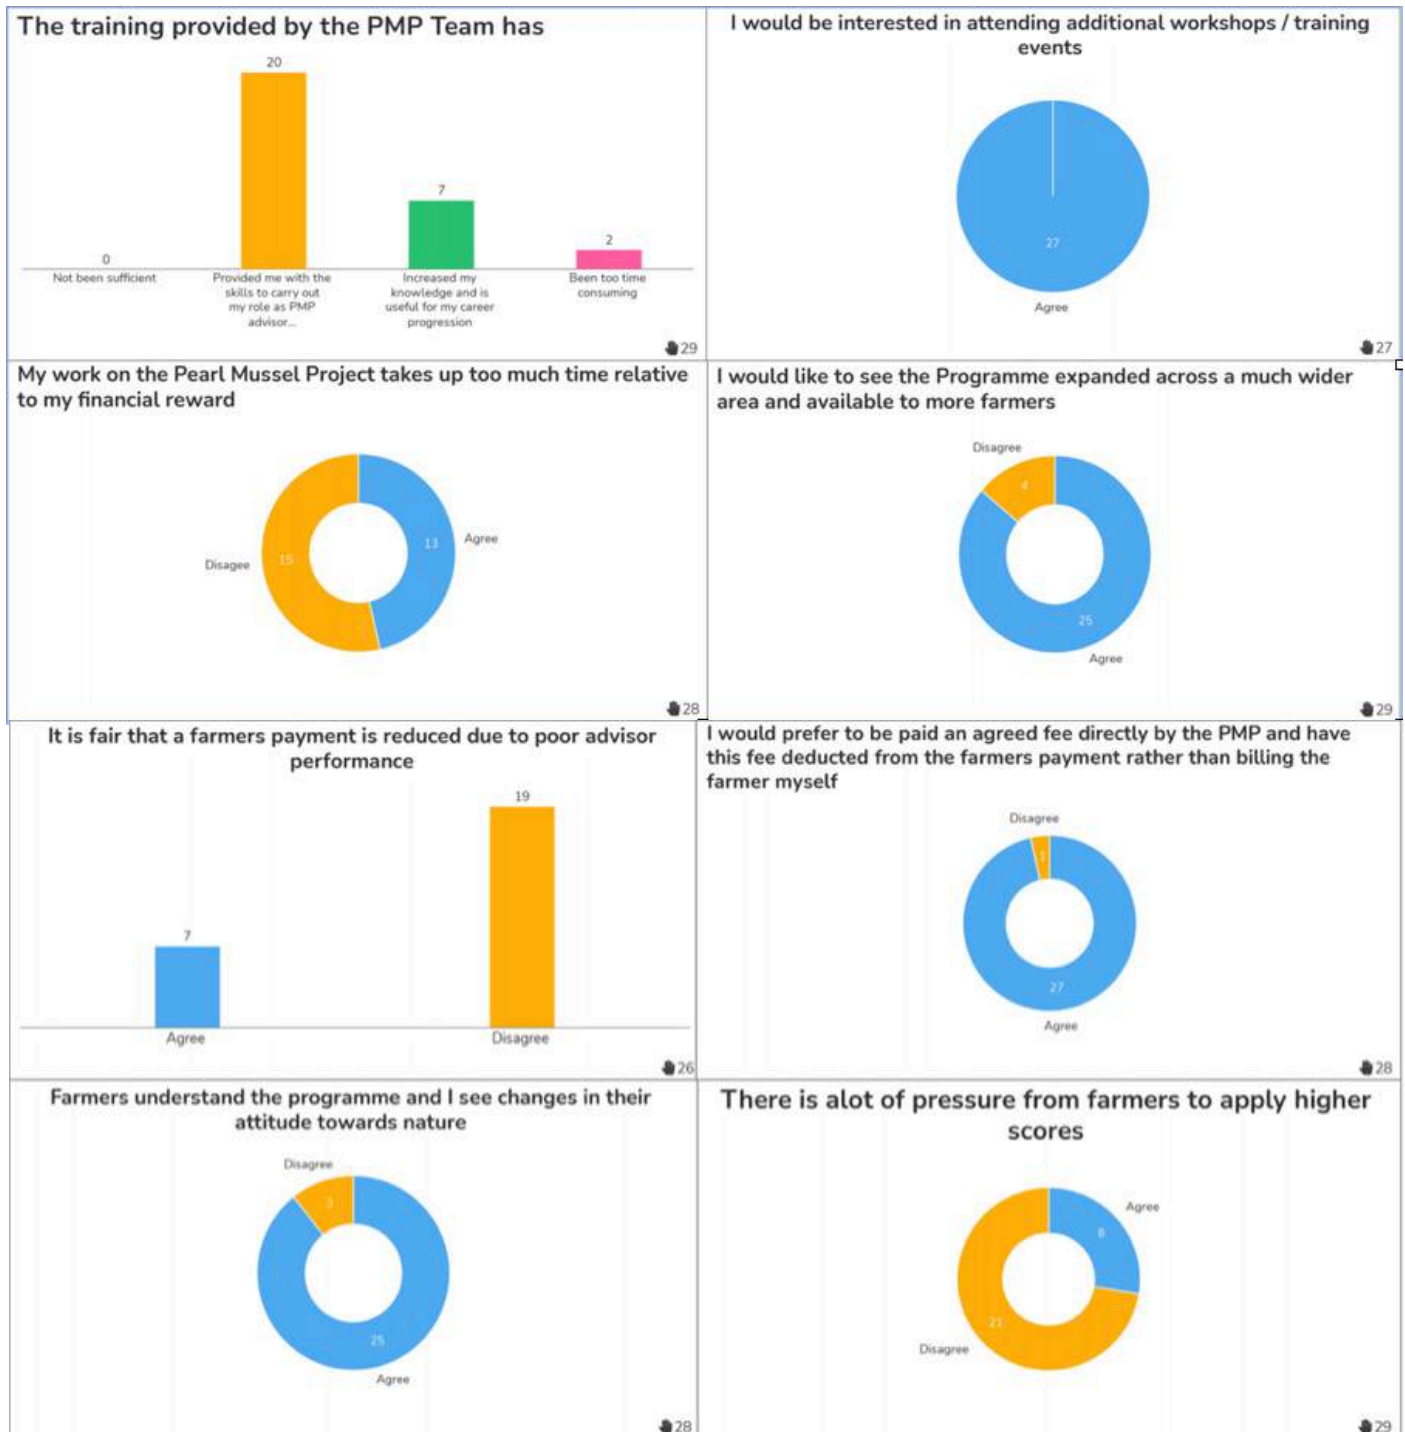 The training provided by the PMP Team has
20
7
2
0
Not been sufficient
Provided me with the
skills to carry out
my role as PMP
advisor...
Increased my
knowledge and is
useful for my career
progression
Been too time
consuming
29
I would be interested in attending additional workshops / training
events
27
Agree
27
My work on the Pearl Mussel Project takes up too much time relative
to my financial reward
13
Agree
15
Disagee
28
I would like to see the Programme expanded across a much wider
area and available to more farmers
Disagree
4
25
Agree
29
It is fair that a farmers payment is reduced due to poor advisor
performance
19
7
Agree
Disagree
26
I would prefer to be paid an agreed fee directly by the PMP and have
this fee deducted from the farmers payment rather than billing the
farmer myself
Disagree
1
27
Agree
28
Farmers understand the programme and I see changes in their
attitude towards nature
Disagree
3
25
Agree
28
There is alot of pressure from farmers to apply higher
scores
Agree
8
21
Disagree
29